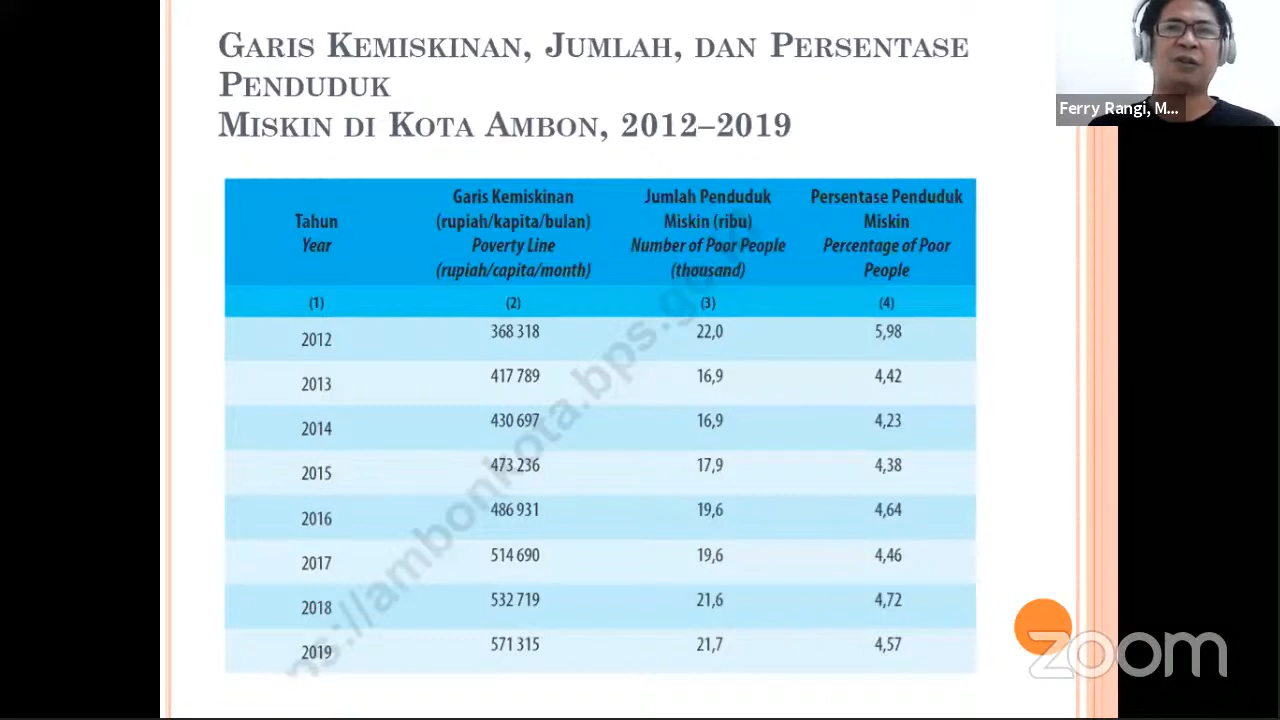 GARIS KEMISKINAN, JUMLAH, DAN PERSENTASE
PENDUDUK
MISKIN DI KOTA AMBON, 2012–2019
Ferry Rangi, M...
Tahun
Year
Garis Kemiskinan
(rupiah/kapita/bulan)
Poverty Line
(rupiah/capita/month)
Jumlah Penduduk
Miskin (ribu)
Number of Poor People
(thousand)
Persentase Penduduk
Miskin
Percentage of Poor
People
(1) (2) (3) (4)
2012 368 318 22,0 5,98
2013 417 789 16,9 4,42
2014 430 697 16,9 4,23
2015 473 236 17,9 4,38
2016 486 931 19,6 4,64
2017 514 690 19,6 4,46
2018 532 719 21,6 4,72
2019 571 315 21,7 4,57
ns://ambonkota.bps.go.id
zoom